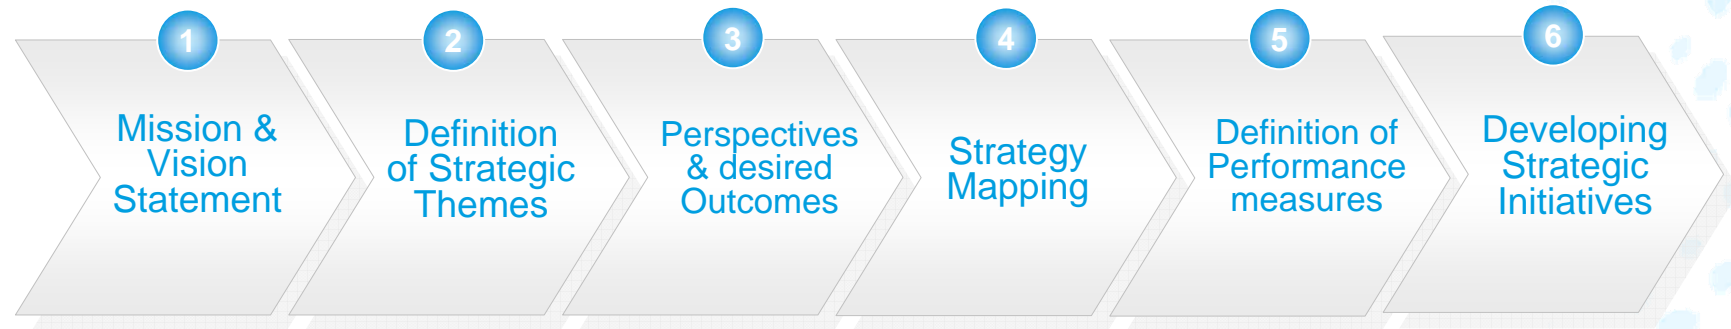 1
Mission &
Vision
Statement
2
Definition
of Strategic
Themes
3
Perspectives
& desired
Outcomes
4
Strategy
Mapping
5
Definition of
Performance
measures
6
Developing
Strategic
Initiatives